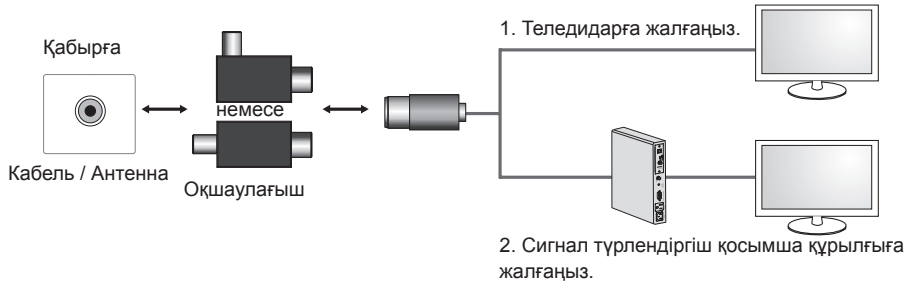 1. Теледидарға жалғаңыз.
Қабырға
немесе
Кабель / Антенна
Оқшаулағыш
2. Сигнал түрлендіргіш қосымша құрылғыға
жалғаңыз.